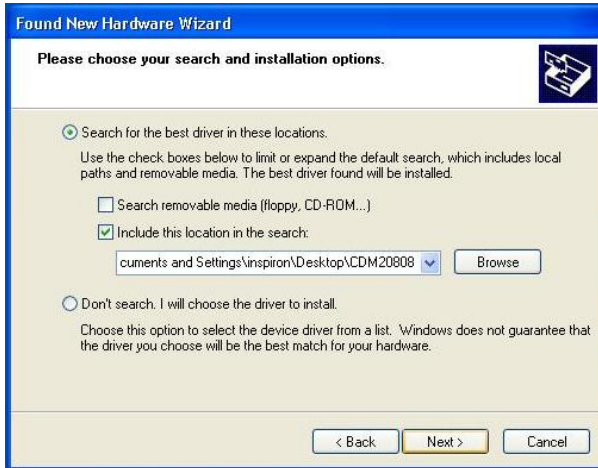 Found New Hardware Wizard
Please choose your search and installation options.
Search for the best driver in these locations.
Use the check boxes below to limit or expand the default search, which includes local
paths and removable media. The best driver found will be installed.
Search removable media (floppy, CD-ROM...)
Include this location in the search:
cuments and Settings\inspiron\Desktop\CDM20808
Browse
Don't search. I will choose the driver to install.
Choose this option to select the device driver from a list. Windows does not guarantee that
the driver you choose will be the best match for your hardware.
< Back
Next >
Cancel